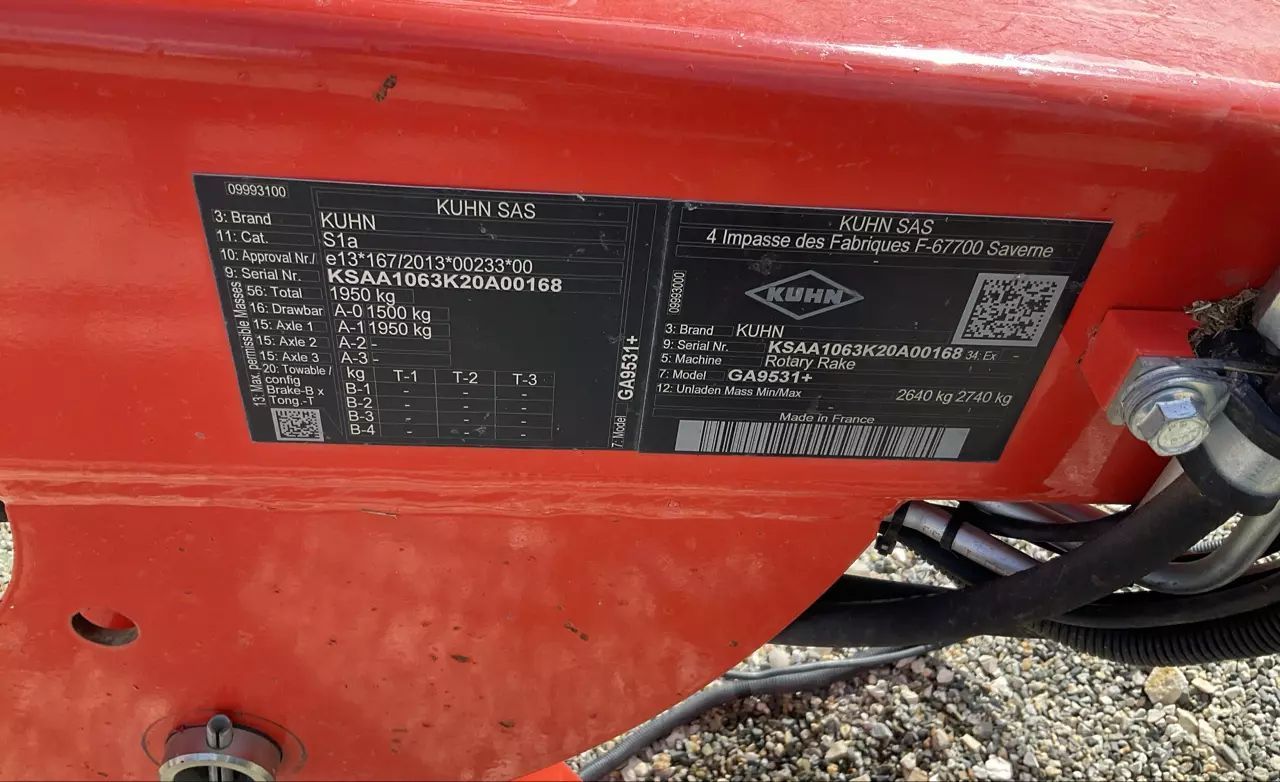 09993100
KUHN SAS
3: Brand KUHN
11: Cat. S1a
10: Approval Nr./ e13*167/2013*00233*00
9: Serial Nr. KSAA1063K20A00168
13: Max. permissible Masses
56: Total 1950 kg
16: Drawbar A-0 1500 kg
15: Axle 1 A-1 1950 kg
15: Axle 2 A-2 -
15: Axle 3 A-3 -
20: Towable / config Brake-B x Tong.-T
kg T-1 T-2 T-3
B-1 - - -
B-2 - - -
B-3 - - -
B-4 - - -
7: Model GA9531+
KUHN SAS
4 Impasse des Fabriques F-67700 Saverne
09993000
KUHN
3: Brand KUHN
9: Serial Nr. KSAA1063K20A00168 34: Ex -
5: Machine Rotary Rake
7: Model GA9531+
12: Unladen Mass Min/Max 2640 kg 2740 kg
Made in France